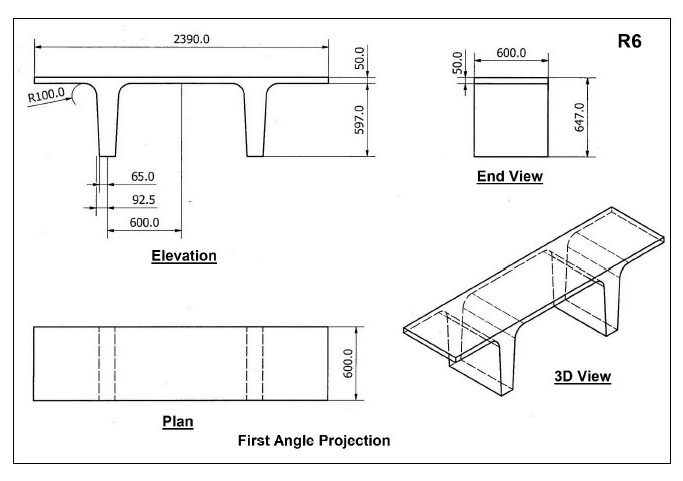 R6
2390.0
50.0
R100.0
597.0
65.0
92.5
600.0
Elevation
600.0
50.0
647.0
End View
600.0
Plan
3D View
First Angle Projection